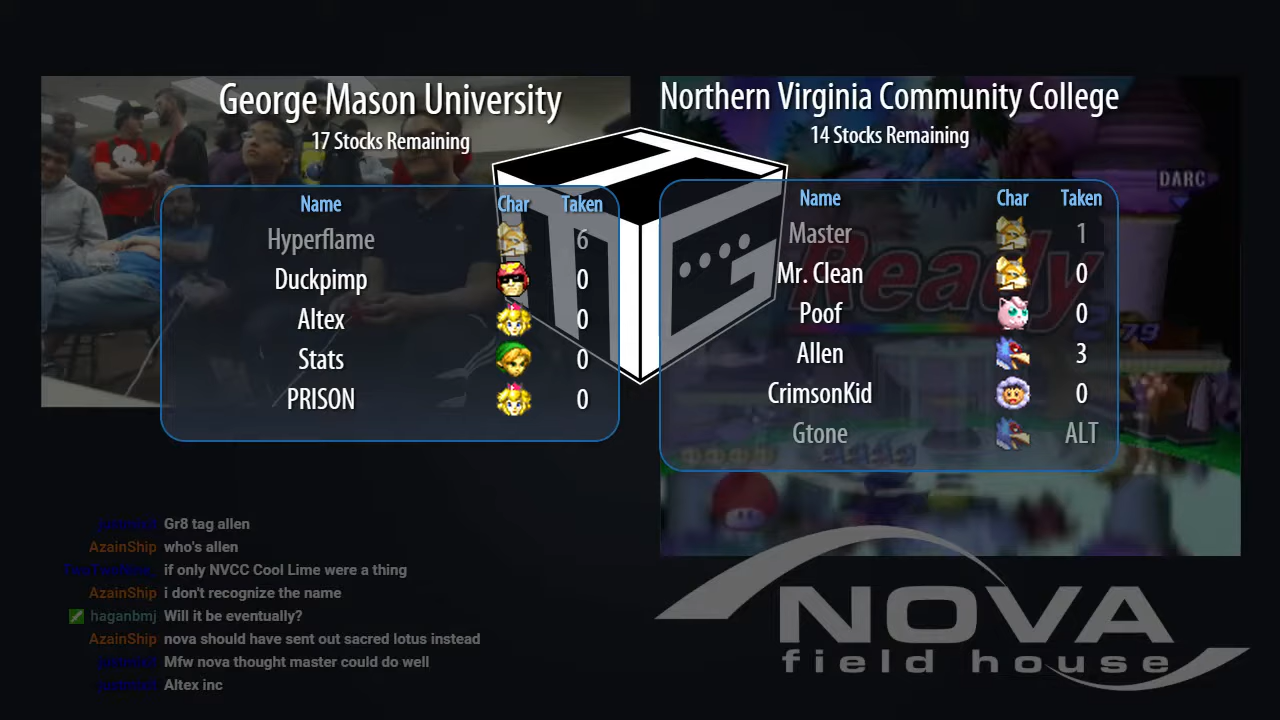 George Mason University
17 Stocks Remaining
Name Char Taken
Hyperflame 6
Duckpimp 0
Altex 0
Stats 0
PRISON 0
Northern Virginia Community College
14 Stocks Remaining
Name Char Taken
Master 1
Mr. Clean 0
Poof 0
Allen 3
CrimsonKid 0
Gtone ALT
DARC
Ready
Gr8 tag allen
AzainShip who's allen
if only NVCC Cool Lime were a thing
AzainShip i don't recognize the name
haganbmj Will it be eventually?
AzainShip nova should have sent out sacred lotus instead
Mfw nova thought master could do well
Altex inc
NOVA
field house